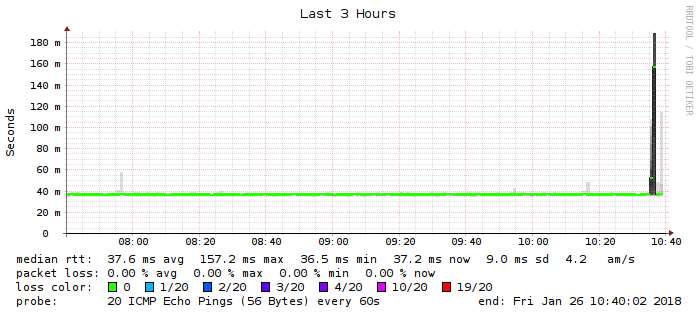 Last 3 Hours
RRDTOOL / TOBI OETIKER
Seconds
180 m
160 m
140 m
120 m
100 m
80 m
60 m
40 m
20 m
0
08:00 08:20 08:40 09:00 09:20 09:40 10:00 10:20 10:40
median rtt: 37.6 ms avg 157.2 ms max 36.5 ms min 37.2 ms now 9.0 ms sd 4.2 am/s
packet loss: 0.00 % avg 0.00 % max 0.00 % min 0.00 % now
loss color: 0 1/20 2/20 3/20 4/20 10/20 19/20
probe: 20 ICMP Echo Pings (56 Bytes) every 60s end: Fri Jan 26 10:40:02 2018